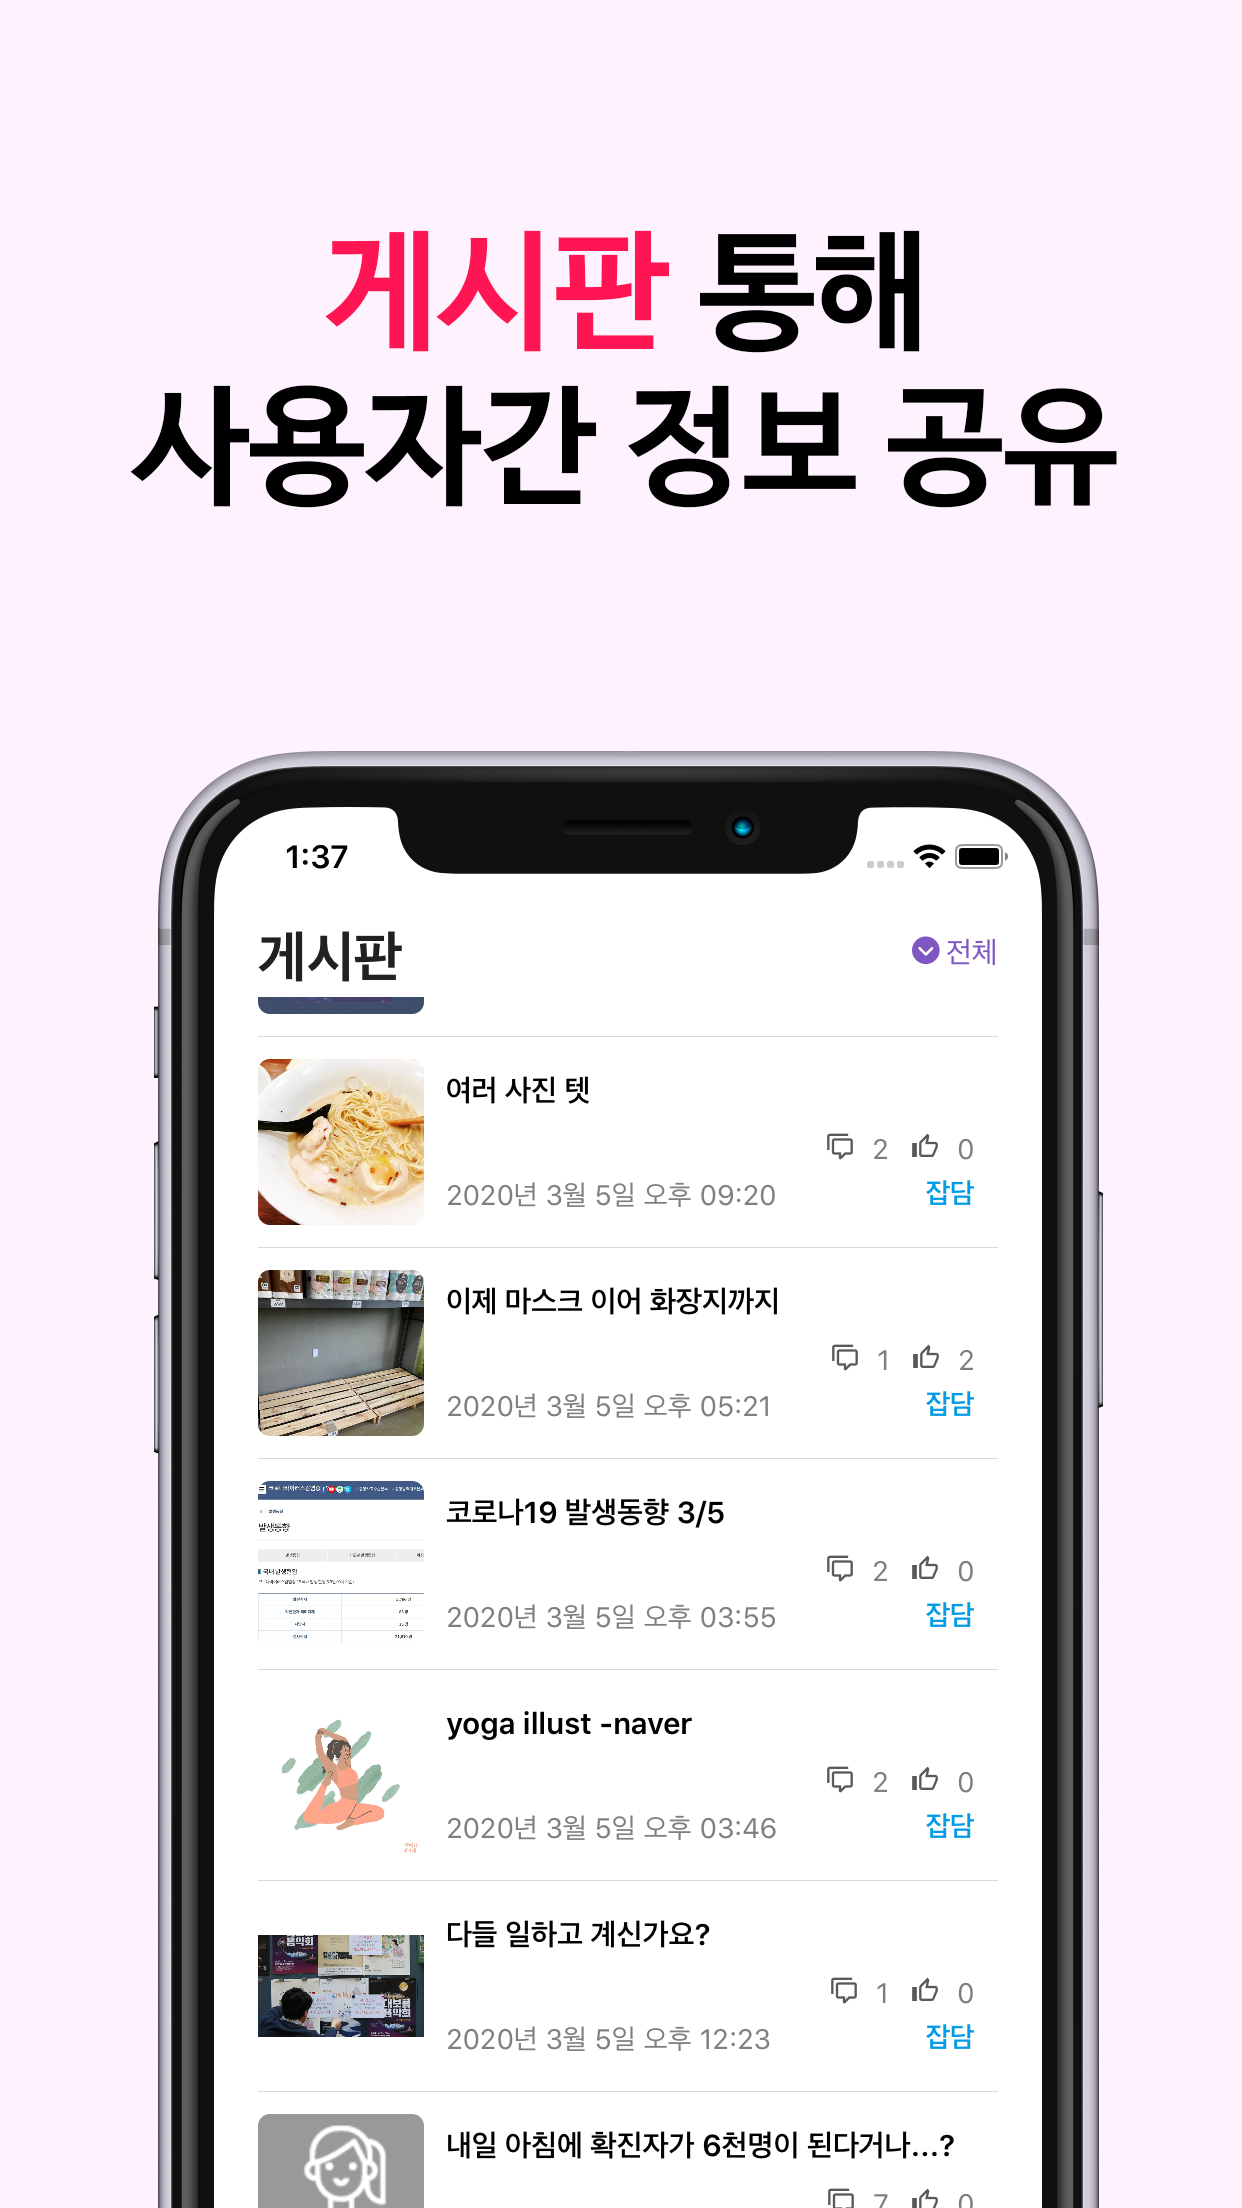 게시판 통해
사용자간 정보 공유
1:37
게시판
전체
여러 사진 텟
2 0
2020년 3월 5일 오후 09:20
잡담
이제 마스크 이어 화장지까지
1 2
2020년 3월 5일 오후 05:21
잡담
발생동향
코로나19 발생동향 3/5
2 0
2020년 3월 5일 오후 03:55
잡담
yoga illust -naver
2 0
2020년 3월 5일 오후 03:46
잡담
다들 일하고 계신가요?
1 0
2020년 3월 5일 오후 12:23
잡담
내일 아침에 확진자가 6천명이 된다거나...?
7 0